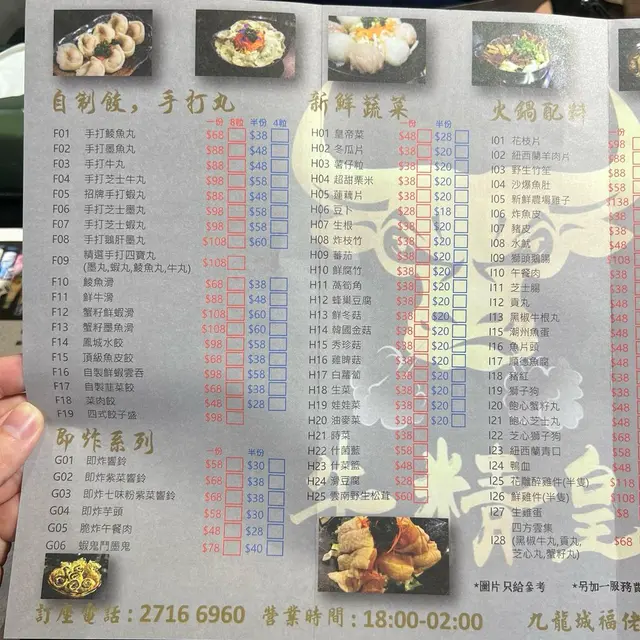 自制餃，手打丸
一份 8粒 半份 4粒
F01 手打鯪魚丸 $68 $38
F02 手打墨魚丸 $88 $48
F03 手打牛丸 $88 $48
F04 手打芝士牛丸 $98 $58
F05 招牌手打蝦丸 $88 $48
F06 手打芝士墨丸 $98 $58
F07 手打芝士蝦丸 $98 $58
F08 手打鵝肝墨丸 $108 $60
F09 精選手打四寶丸 $108
(墨丸,蝦丸,鯪魚丸,牛丸)
F10 鯪魚滑 $68 $38
F11 鮮牛滑 $88 $48
F12 蟹籽鮮蝦滑 $108 $60
F13 蟹籽墨魚滑 $108 $60
F14 鳳城水餃 $98 $58
F15 頂級魚皮餃 $68 $38
F16 自製鮮蝦雲吞 $98 $58
F17 自製韮菜餃 $68 $38
F18 菜肉餃 $48 $28
F19 四式餃子盛 $98
即炸系列
一份 半份
G01 即炸響鈴 $58 $30
G02 即炸紫菜響鈴 $68 $38
G03 即炸七味粉紫菜響鈴 $68 $38
G04 即炸芋頭 $58 $30
G05 脆炸午餐肉 $48 $28
G06 蝦鬼鬥墨鬼 $78 $40
新鮮蔬菜
一份 半份
H01 皇帝菜 $48 $28
H02 冬瓜片 $38 $20
H03 薯仔粒 $38 $20
H04 超甜栗米 $38 $20
H05 蓮藕片 $38 $20
H06 豆卜 $28 $18
H07 生根 $38 $20
H08 炸枝竹 $38 $20
H09 蕃茄 $38 $20
H10 鮮腐竹 $38 $20
H11 萵筍角 $38 $20
H12 蜂巢豆腐 $38 $20
H13 鮮冬菇 $38 $20
H14 韓國金菇 $38 $20
H15 秀珍菇 $38 $20
H16 雞脾菇 $38 $20
H17 白蘿蔔 $38 $20
H18 生菜 $38 $20
H19 娃娃菜 $38 $20
H20 油麥菜 $38 $20
H21 時菜 $38
H22 什菌籃 $58
H23 什菜籃 $48
H24 滑豆腐 $28
H25 雲南野生松茸 $60
火鍋配料
I01 花枝片 $98
I02 紐西蘭羊肉片
I03 野生竹笙
I04 沙爆魚肚
I05 新鮮農場雞子
I06 炸魚皮
I07 豬皮
I08 水魷
I09 獅頭鵝腸
I10 午餐肉
I11 芝士腸
I12 貢丸
I13 黑椒牛根丸
I15 潮州魚蛋
I16 魚片頭
I17 順德魚腐
I18 豬紅
I19 獅子狗
I20 飽心蟹籽丸
I21 飽心芝士丸
I22 芝心獅子狗
I23 紐西蘭青口
I24 鴨血
I25 花雕醉雞件(半隻)
I26 鮮雞件(半隻)
I27 生雞蛋
四方雲集
I28 (黑椒牛丸,貢丸, $68
芝心丸,蟹籽丸)
*圖片只給參考
*另加一服務費
訂座電話：2716 6960 營業時間：18:00-02:00 九龍城福佬